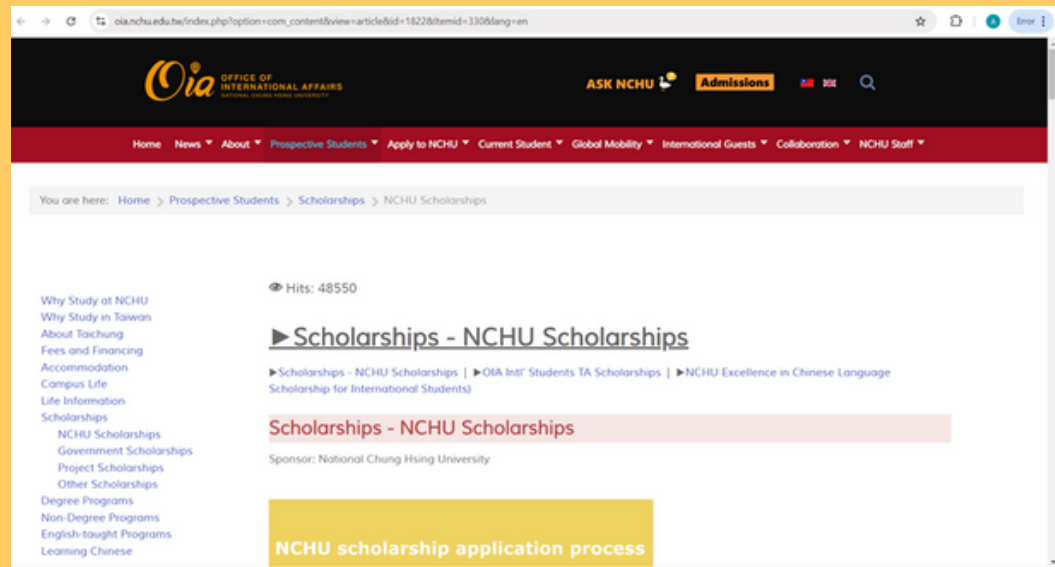 oia.nchu.edu.tw/index.php?option=com_content&view=article&id=1822&Itemid=330&lang=en
A
Error
Oia OFFICE OF
INTERNATIONAL AFFAIRS
NATIONAL CHUNG HSING UNIVERSITY
ASK NCHU
Admissions
Home News About Prospective Students Apply to NCHU Current Student Global Mobility International Guests Collaboration NCHU Staff
You are here: Home > Prospective Students > Scholarships > NCHU Scholarships
Hits: 48550
Why Study at NCHU
Why Study in Taiwan
About Taichung
Fees and Financing
Accommodation
Campus Life
Life Information
Scholarships
NCHU Scholarships
Government Scholarships
Project Scholarships
Other Scholarships
Degree Programs
Non-Degree Programs
English-taught Programs
Learning Chinese
►Scholarships - NCHU Scholarships
►Scholarships - NCHU Scholarships | ►OIA Intl' Students TA Scholarships | ►NCHU Excellence in Chinese Language
Scholarship for International Students)
Scholarships - NCHU Scholarships
Sponsor: National Chung Hsing University
NCHU scholarship application process